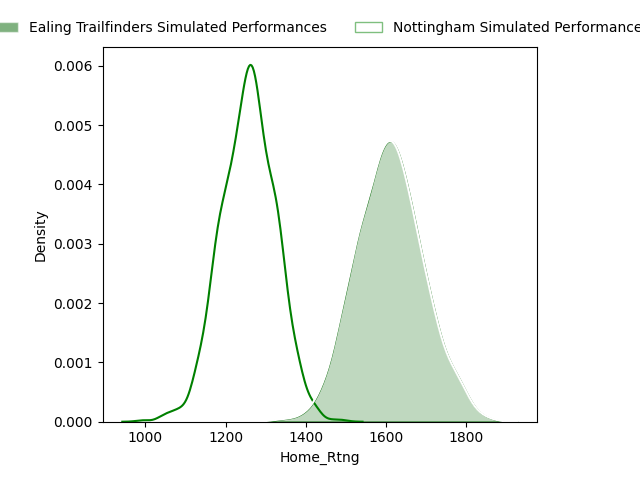 Ealing Trailfinders Simulated Performances
Nottingham Simulated Performance
0.006
0.005
0.004
0.003
0.002
0.001
0.000
Density
1000 1200 1400 1600 1800
Home_Rtng